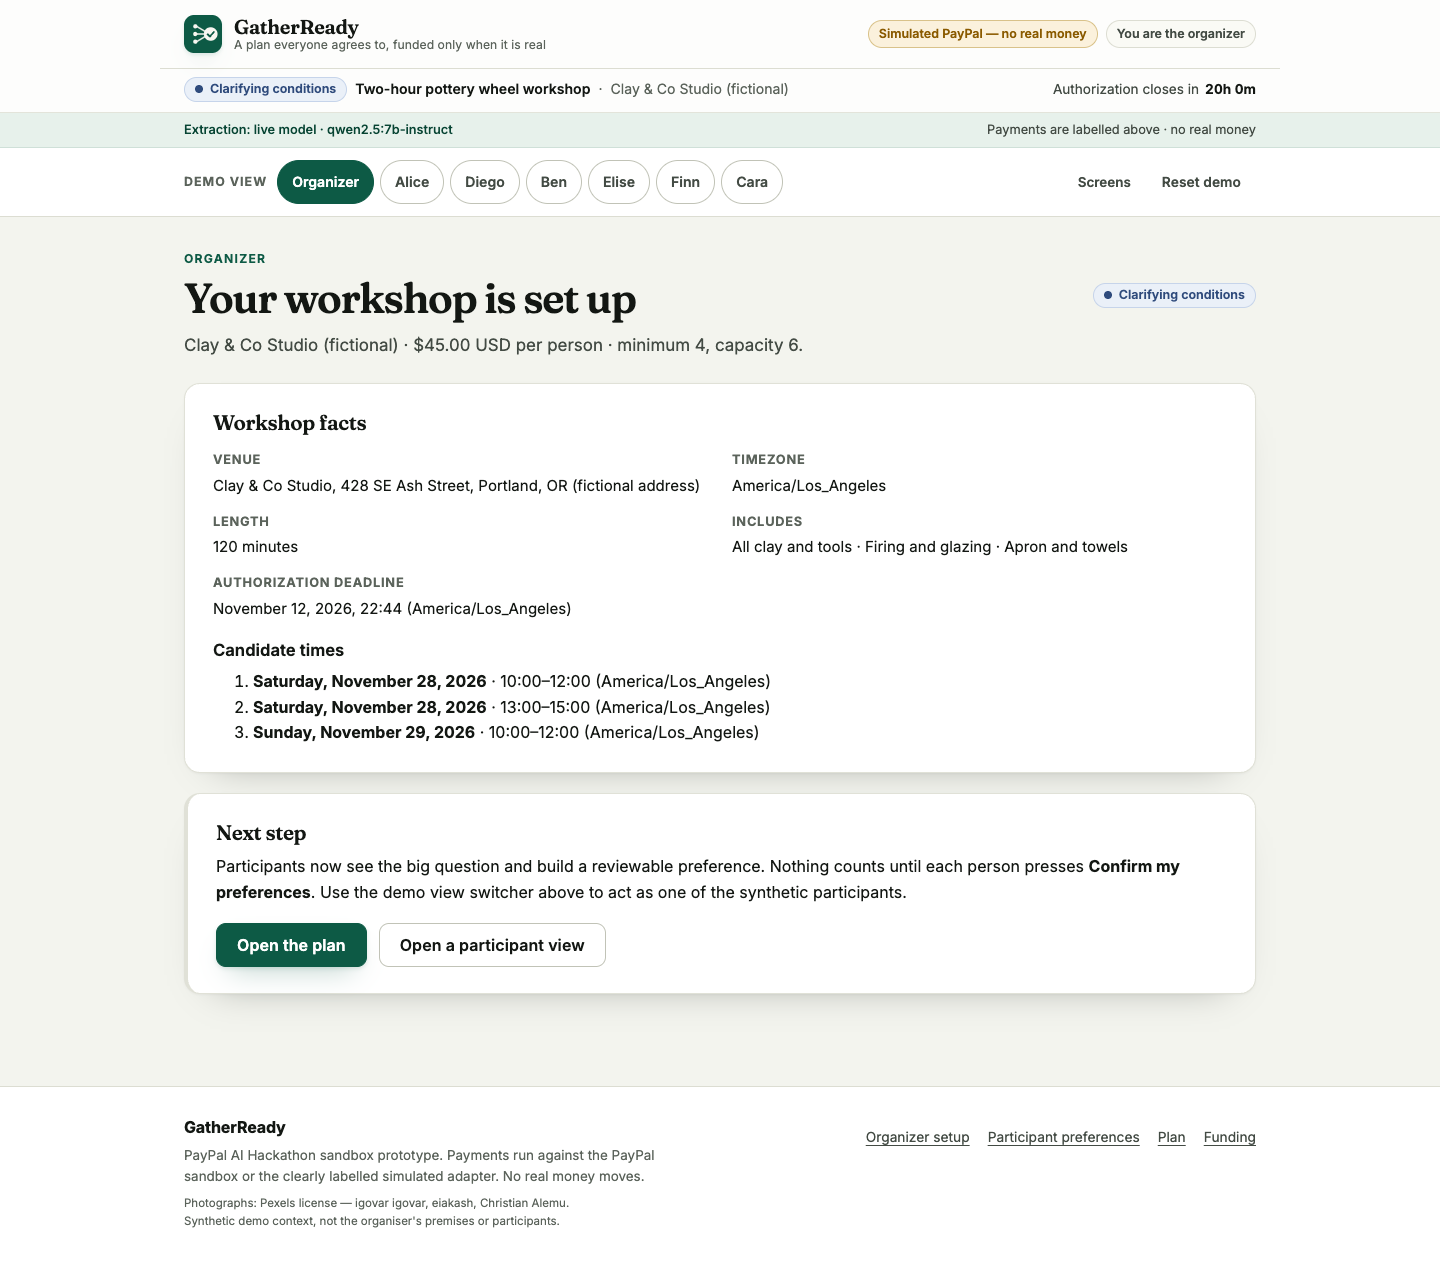 GatherReady
A plan everyone agrees to, funded only when it is real
Simulated PayPal — no real money
You are the organizer
Clarifying conditions
Two-hour pottery wheel workshop · Clay & Co Studio (fictional)
Authorization closes in 20h 0m
Extraction: live model · qwen2.5:7b-instruct
Payments are labelled above · no real money
DEMO VIEW
Organizer
Alice
Diego
Ben
Elise
Finn
Cara
Screens
Reset demo
ORGANIZER
Your workshop is set up
Clarifying conditions
Clay & Co Studio (fictional) · $45.00 USD per person · minimum 4, capacity 6.
Workshop facts
VENUE
Clay & Co Studio, 428 SE Ash Street, Portland, OR (fictional address)
TIMEZONE
America/Los_Angeles
LENGTH
120 minutes
INCLUDES
All clay and tools · Firing and glazing · Apron and towels
AUTHORIZATION DEADLINE
November 12, 2026, 22:44 (America/Los_Angeles)
Candidate times
1. Saturday, November 28, 2026 · 10:00–12:00 (America/Los_Angeles)
2. Saturday, November 28, 2026 · 13:00–15:00 (America/Los_Angeles)
3. Sunday, November 29, 2026 · 10:00–12:00 (America/Los_Angeles)
Next step
Participants now see the big question and build a reviewable preference. Nothing counts until each person presses Confirm my
preferences. Use the demo view switcher above to act as one of the synthetic participants.
Open the plan
Open a participant view
GatherReady
PayPal AI Hackathon sandbox prototype. Payments run against the PayPal
sandbox or the clearly labelled simulated adapter. No real money moves.
Photographs: Pexels license — igovar igovar, eiakash, Christian Alemu.
Synthetic demo context, not the organiser's premises or participants.
Organizer setup
Participant preferences
Plan
Funding